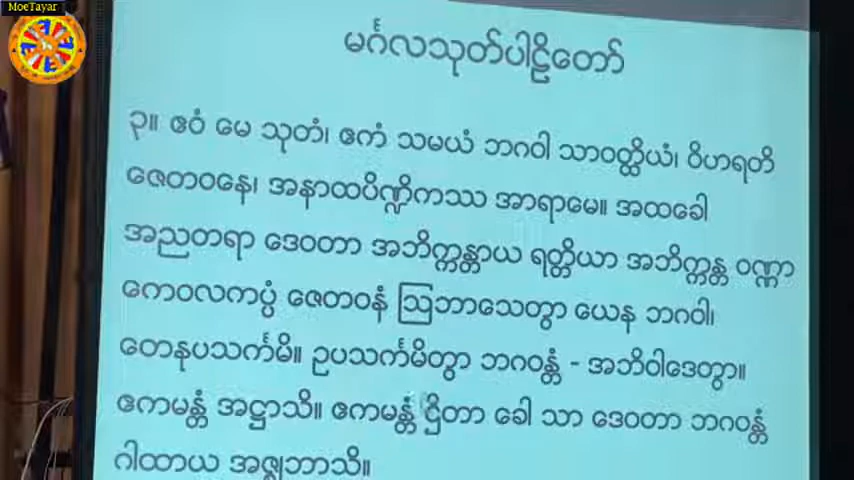 MoeTayar
မင်္ဂလသုတ်ပါဠိတော်
၃။ ဧဝံ မေ သုတံ၊ ဧကံ သမယံ ဘဂဝါ သာဝတ္ထိယံ၊ ဝိဟရတိ
ဇေတဝနေ၊ အနာထပိဏ္ဍိကဿ အာရာမေ။ အထခေါ
အညတရာ ဒေဝတာ အဘိက္ကန္တာယ ရတ္တိယာ အဘိက္ကန္တ ဝဏ္ဏာ
ကေဝလကပ္ပံ ဇေတဝနံ ဩဘာသေတွာ ယေန ဘဂဝါ၊
တေနုပသင်္ကမိ။ ဥပသင်္ကမိတွာ ဘဂဝန္တံ - အဘိဝါဒေတွာ။
ဧကမန္တံ အဋ္ဌာသိ။ ဧကမန္တံ ဌိတာ ခေါ သာ ဒေဝတာ ဘဂဝန္တံ
ဂါထာယ အဇ္ဈဘာသိ။